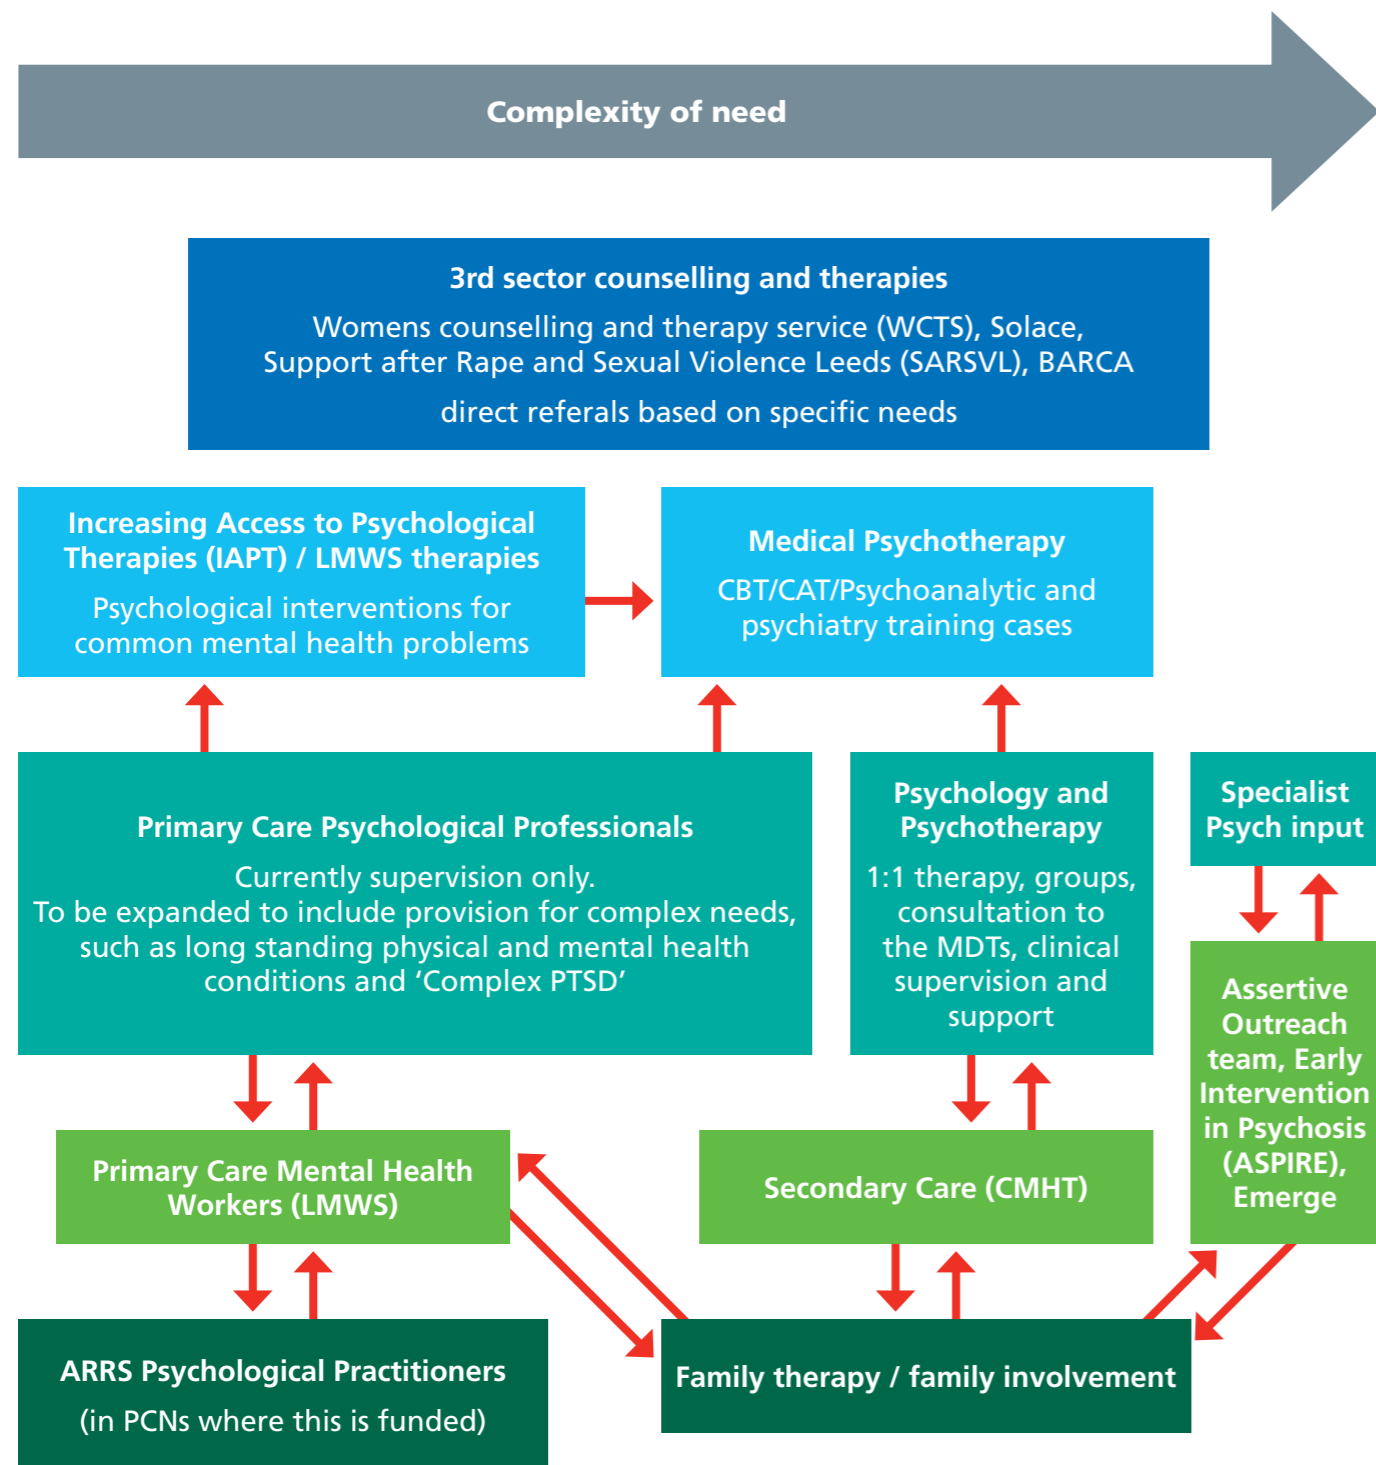 Complexity of need
3rd sector counselling and therapies
Womens counselling and therapy service (WCTS), Solace,
Support after Rape and Sexual Violence Leeds (SARSVL), BARCA
direct referals based on specific needs
Increasing Access to Psychological
Therapies (IAPT) / LMWS therapies
Psychological interventions for
common mental health problems
Medical Psychotherapy
CBT/CAT/Psychoanalytic and
psychiatry training cases
Primary Care Psychological Professionals
Currently supervision only.
To be expanded to include provision for complex needs,
such as long standing physical and mental health
conditions and ‘Complex PTSD’
Psychology and
Psychotherapy
1:1 therapy, groups,
consultation to
the MDTs, clinical
supervision and
support
Specialist
Psych input
Assertive
Outreach
team, Early
Intervention
in Psychosis
(ASPIRE),
Emerge
Primary Care Mental Health
Workers (LMWS)
Secondary Care (CMHT)
ARRS Psychological Practitioners
(in PCNs where this is funded)
Family therapy / family involvement